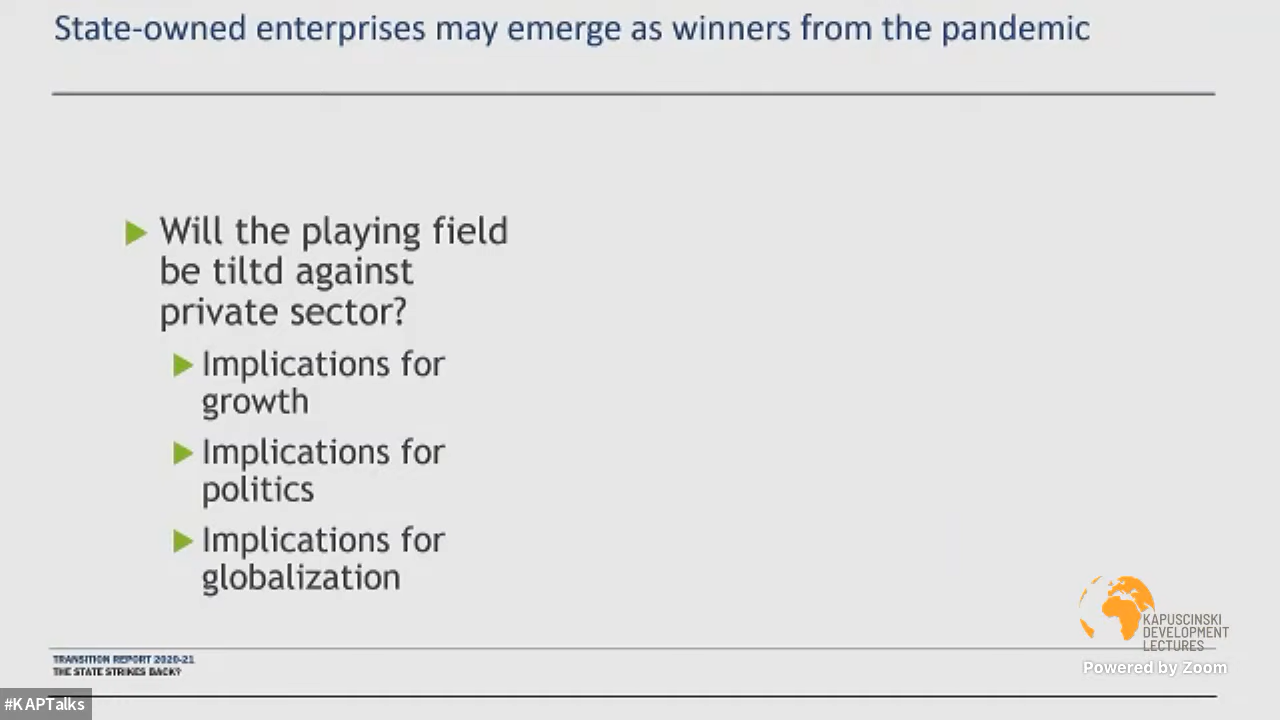 State-owned enterprises may emerge as winners from the pandemic
Will the playing field
be tiltd against
private sector?
Implications for
growth
Implications for
politics
Implications for
globalization
KAPUSCINSKI
DEVELOPMENT
LECTURES
TRANSITION REPORT 2020-21
THE STATE STRIKES BACK?
Powered by Zoom
#KAPTalks